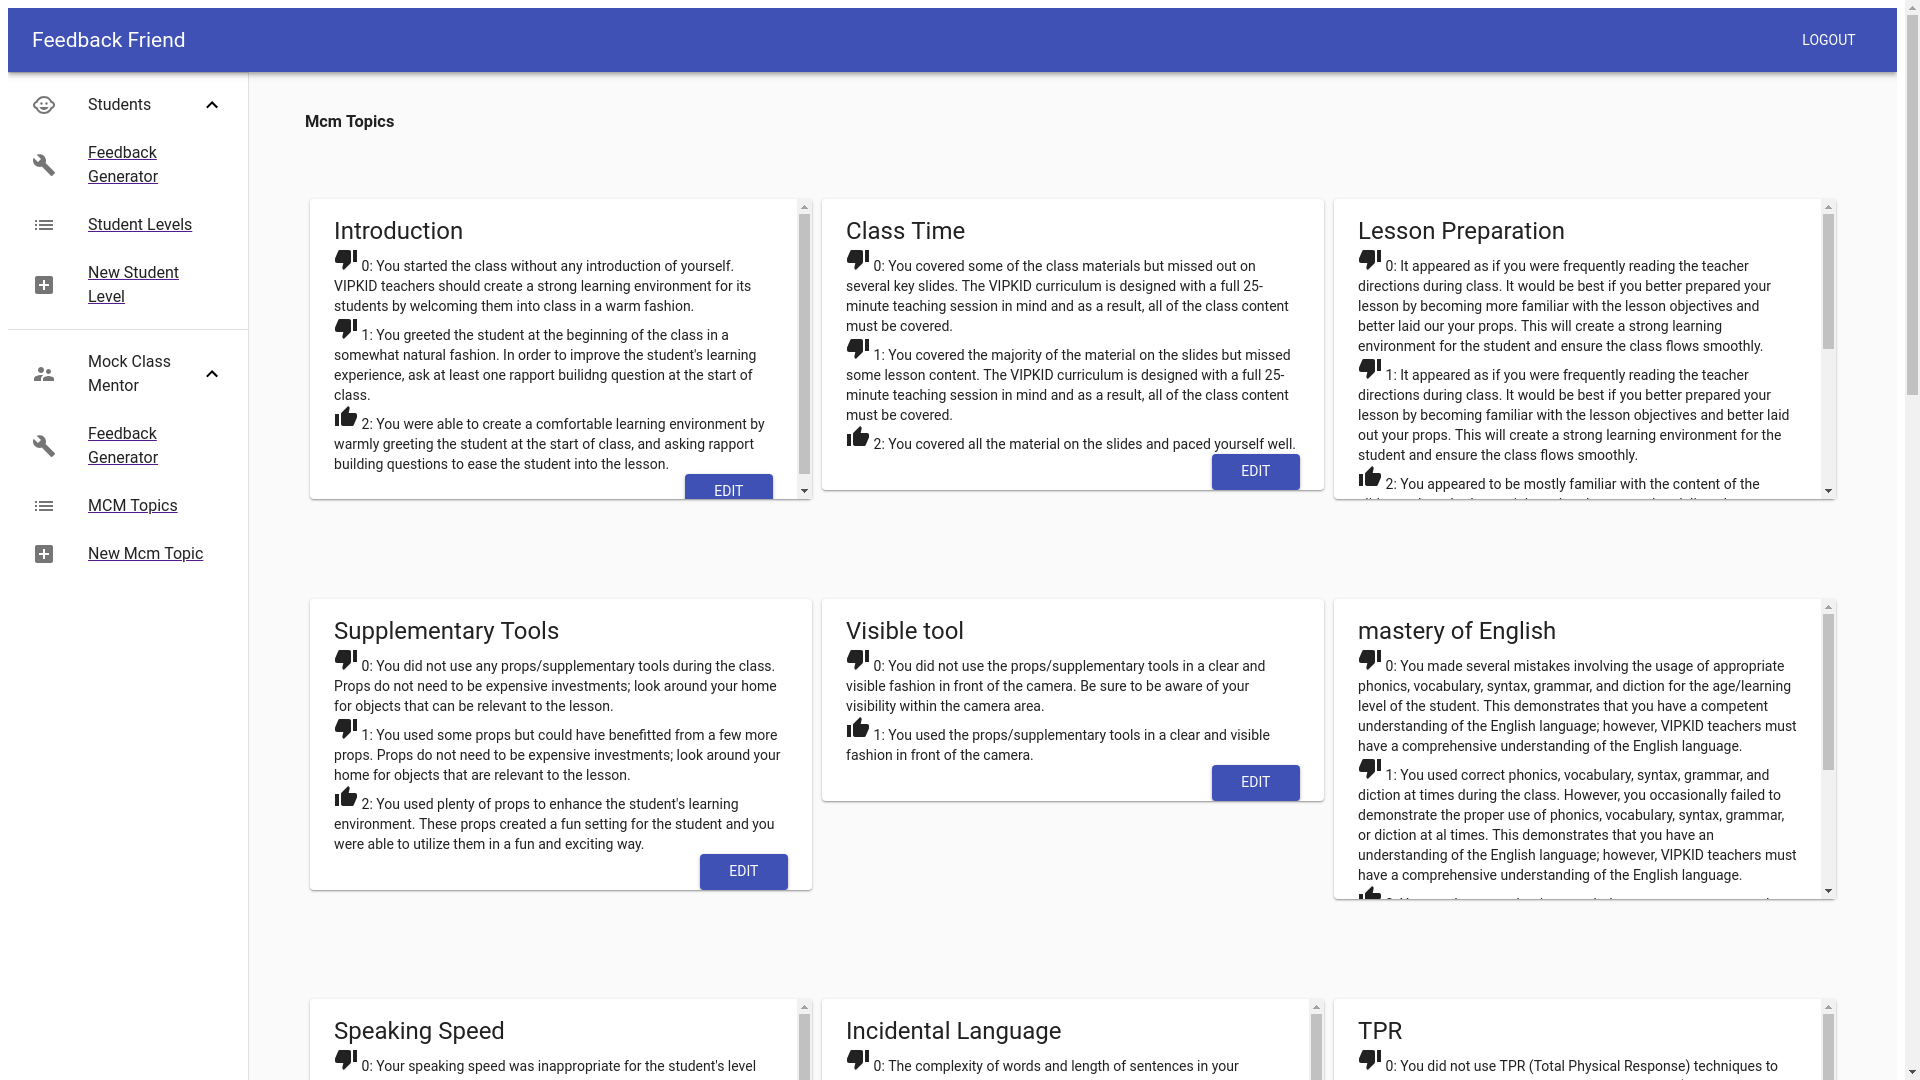 Feedback Friend
LOGOUT
Students
Feedback
Generator
Student Levels
New Student
Level
Mock Class
Mentor
Feedback
Generator
MCM Topics
New Mcm Topic
Mcm Topics
Introduction
0: You started the class without any introduction of yourself.
VIPKID teachers should create a strong learning environment for its
students by welcoming them into class in a warm fashion.
1: You greeted the student at the beginning of the class in a
somewhat natural fashion. In order to improve the student's learning
experience, ask at least one rapport builidng question at the start of
class.
2: You were able to create a comfortable learning environment by
warmly greeting the student at the start of class, and asking rapport
building questions to ease the student into the lesson.
EDIT
Class Time
0: You covered some of the class materials but missed out on
several key slides. The VIPKID curriculum is designed with a full 25-
minute teaching session in mind and as a result, all of the class content
must be covered.
1: You covered the majority of the material on the slides but missed
some lesson content. The VIPKID curriculum is designed with a full 25-
minute teaching session in mind and as a result, all of the class content
must be covered.
2: You covered all the material on the slides and paced yourself well.
EDIT
Lesson Preparation
0: It appeared as if you were frequently reading the teacher
directions during class. It would be best if you better prepared your
lesson by becoming more familiar with the lesson objectives and
better laid our your props. This will create a strong learning
environment for the student and ensure the class flows smoothly.
1: It appeared as if you were frequently reading the teacher
directions during class. It would be best if you better prepared your
lesson by becoming familiar with the lesson objectives and better laid
out your props. This will create a strong learning environment for the
student and ensure the class flows smoothly.
2: You appeared to be mostly familiar with the content of the
Supplementary Tools
0: You did not use any props/supplementary tools during the class.
Props do not need to be expensive investments; look around your home
for objects that can be relevant to the lesson.
1: You used some props but could have benefitted from a few more
props. Props do not need to be expensive investments; look around your
home for objects that are relevant to the lesson.
2: You used plenty of props to enhance the student's learning
environment. These props created a fun setting for the student and you
were able to utilize them in a fun and exciting way.
EDIT
Visible tool
0: You did not use the props/supplementary tools in a clear and
visible fashion in front of the camera. Be sure to be aware of your
visibility within the camera area.
1: You used the props/supplementary tools in a clear and visible
fashion in front of the camera.
EDIT
mastery of English
0: You made several mistakes involving the usage of appropriate
phonics, vocabulary, syntax, grammar, and diction for the age/learning
level of the student. This demonstrates that you have a competent
understanding of the English language; however, VIPKID teachers must
have a comprehensive understanding of the English language.
1: You used correct phonics, vocabulary, syntax, grammar, and
diction at times during the class. However, you occasionally failed to
demonstrate the proper use of phonics, vocabulary, syntax, grammar,
or diction at al times. This demonstrates that you have an
understanding of the English language; however, VIPKID teachers must
have a comprehensive understanding of the English language.
Speaking Speed
0: Your speaking speed was inappropriate for the student's level
Incidental Language
0: The complexity of words and length of sentences in your
TPR
0: You did not use TPR (Total Physical Response) techniques to